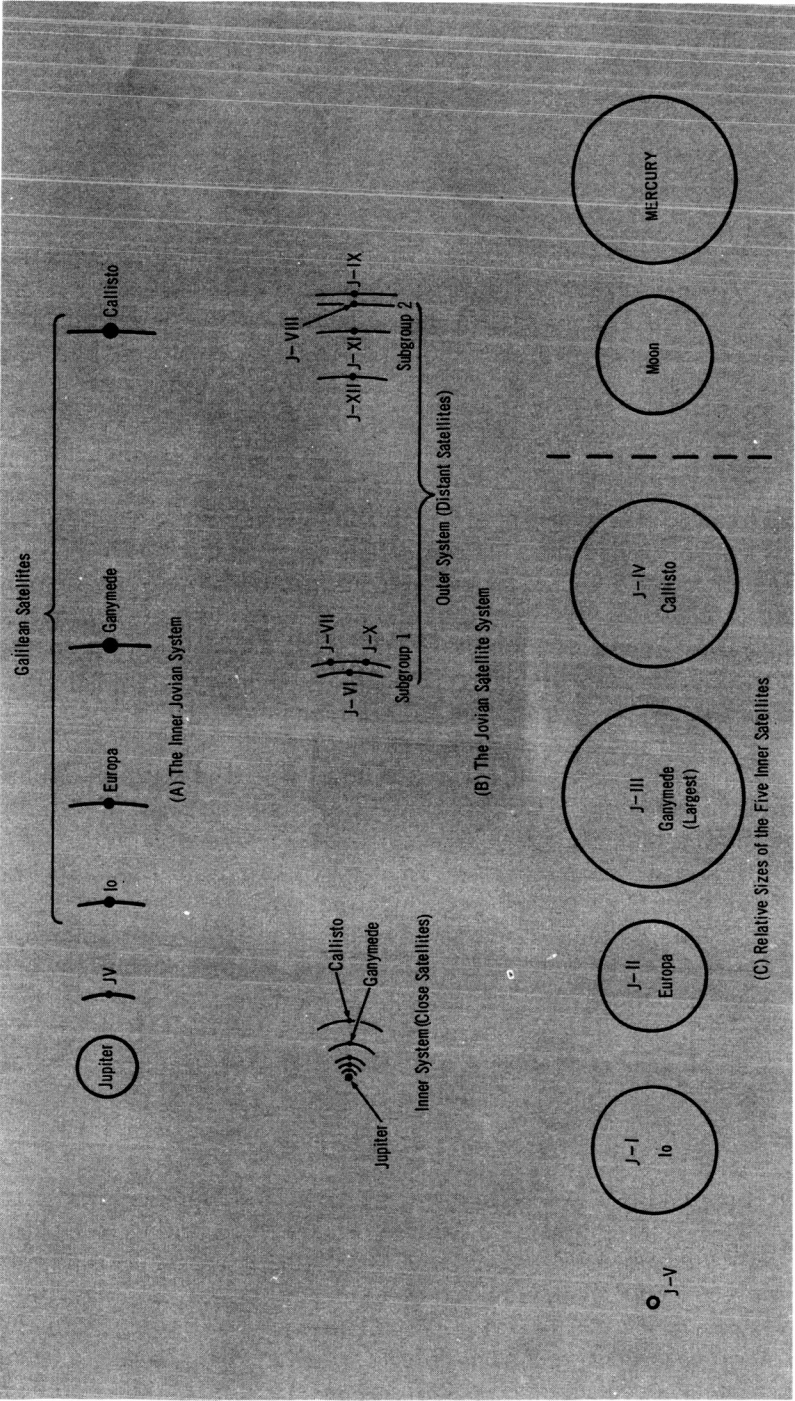 Galilean Satellites
Jupiter
JV
Io
Europa
Ganymede
Callisto
(A) The Inner Jovian System
Jupiter
Callisto
Ganymede
Inner System(Close Satellites)
J-VI
J-VII
J-X
Subgroup 1
J-VIII
J-XII
J-XI
J-IX
Subgroup 2
Outer System (Distant Satellites)
(B) The Jovian Satellite System
J-V
J-I
Io
J-II
Europa
J-III
Ganymede
(Largest)
J-IV
Callisto
Moon
MERCURY
(C) Relative Sizes of the Five Inner Satellites